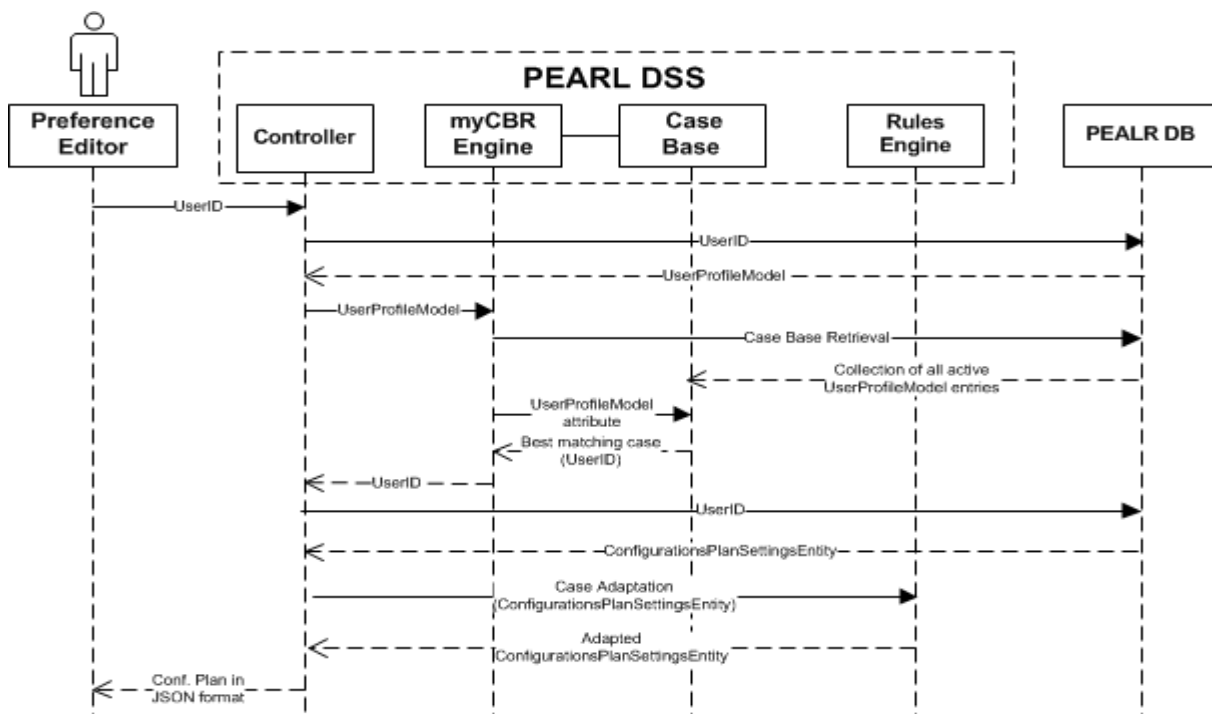 PEARL DSS
Preference
Editor
Controller
myCBR
Engine
Case
Base
Rules
Engine
PEALR DB
UserID
UserID
UserProfileModel
UserProfileModel
Case Base Retrieval
Collection of all active
UserProfileModel entries
UserProfileModel
attribute
Best matching case
(UserID)
UserID
UserID
ConfigurationsPlanSettingsEntity
Case Adaptation
(ConfigurationsPlanSettingsEntity)
Adapted
ConfigurationsPlanSettingsEntity
Conf. Plan in
JSON format